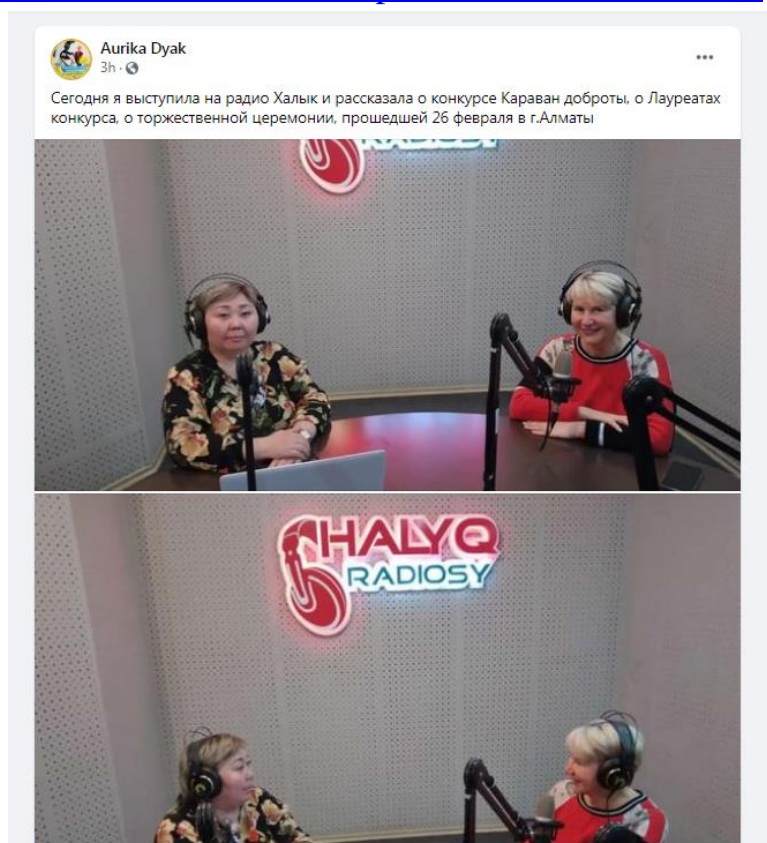 Aurika Dyak
3h ·
Сегодня я выступила на радио Халык и рассказала о конкурсе Караван доброты, о Лауреатах
конкурса, о торжественной церемонии, прошедшей 26 февраля в г.Алматы
RADIOSY
HALYQ
RADIOSY